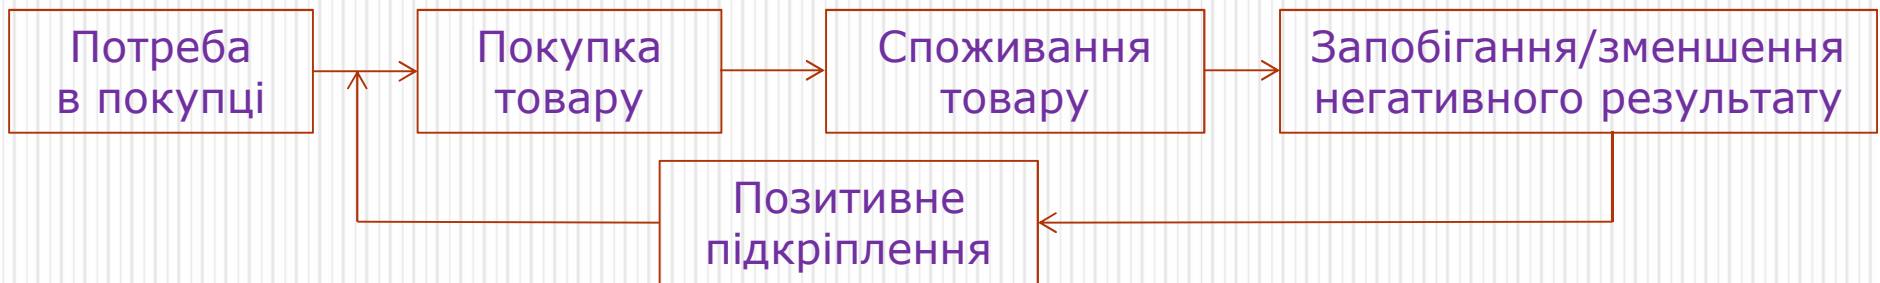 Потреба
в покупці
Покупка
товару
Споживання
товару
Запобігання/зменшення
негативного результату
Позитивне
підкріплення